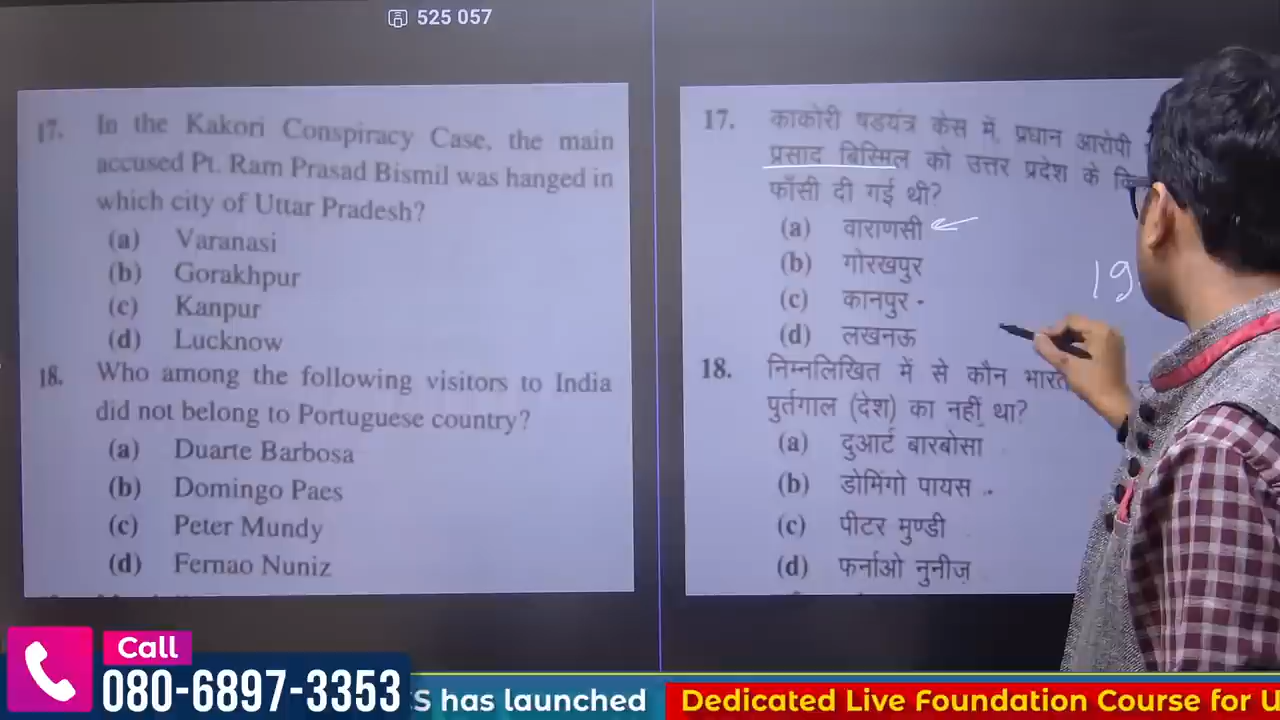 525 057
17. In the Kakori Conspiracy Case, the main
accused Pt. Ram Prasad Bismil was hanged in
which city of Uttar Pradesh?
(a) Varanasi
(b) Gorakhpur
(c) Kanpur
(d) Lucknow
18. Who among the following visitors to India
did not belong to Portuguese country?
(a) Duarte Barbosa
(b) Domingo Paes
(c) Peter Mundy
(d) Fernao Nuniz
17. काकोरी षडयंत्र केस में, प्रधान आरोपी
प्रसाद बिस्मिल को उत्तर प्रदेश के
फाँसी दी गई थी?
(a) वाराणसी
(b) गोरखपुर
(c) कानपुर
(d) लखनऊ
19
18. निम्नलिखित में से कौन भारत
पुर्तगाल (देश) का नहीं था?
(a) दुआर्ट बारबोसा
(b) डोमिंगो पायस
(c) पीटर मुण्डी
(d) फर्नाओ नुनीज़
Call
080-6897-3353
S has launched
Dedicated Live Foundation Course for U